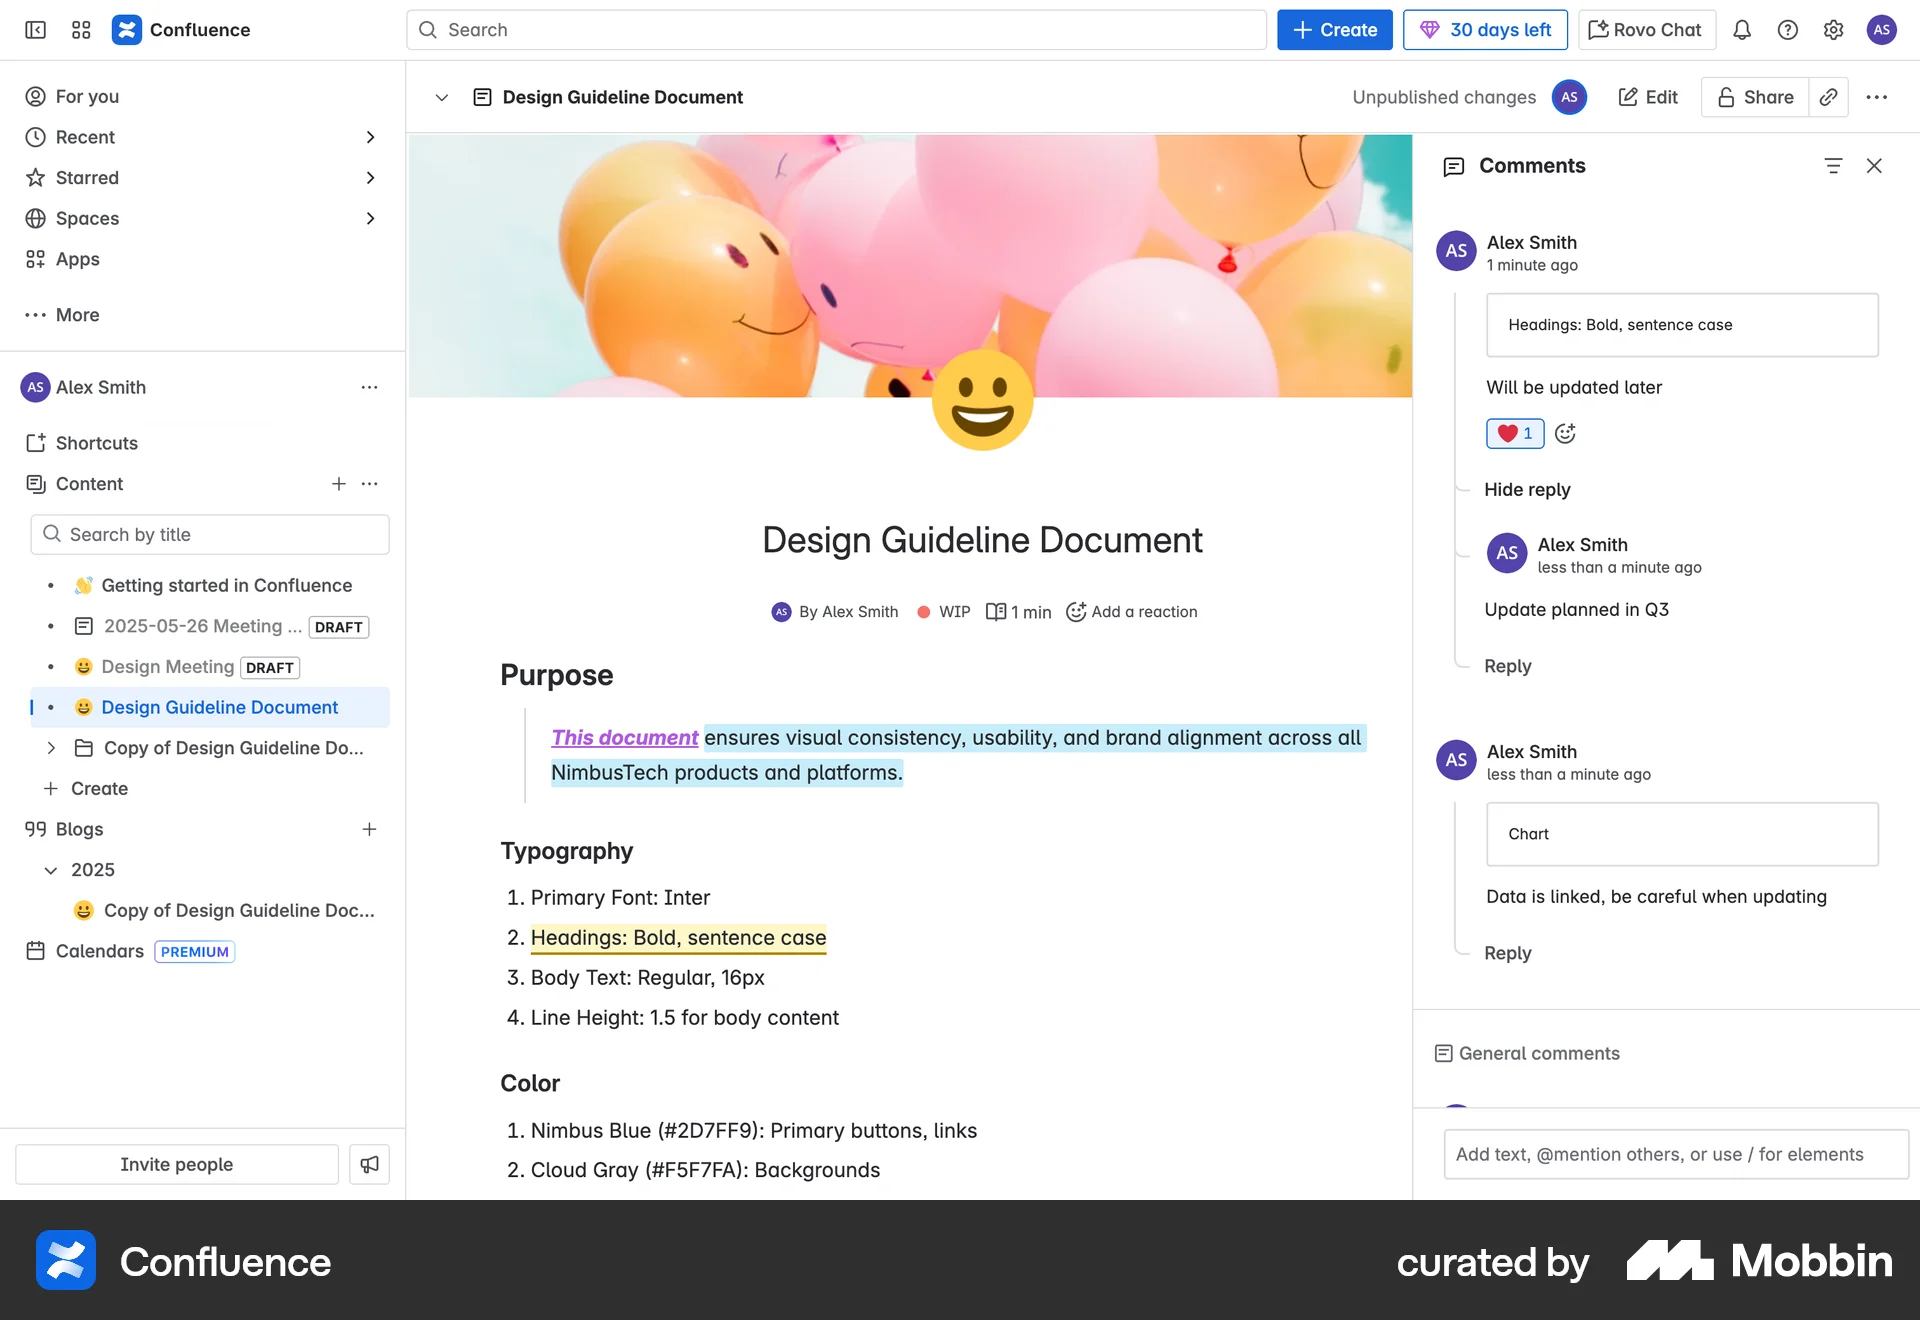 Confluence
Search
Create
30 days left
Rovo Chat
AS
For you
Recent
Starred
Spaces
Apps
More
AS Alex Smith
Shortcuts
Content
Search by title
Getting started in Confluence
2025-05-26 Meeting ... DRAFT
Design Meeting DRAFT
Design Guideline Document
Copy of Design Guideline Do...
Create
Blogs
2025
Copy of Design Guideline Doc...
Calendars PREMIUM
Invite people
Design Guideline Document
Unpublished changes AS Edit Share
Design Guideline Document
AS By Alex Smith WIP 1 min Add a reaction
Purpose
This document ensures visual consistency, usability, and brand alignment across all
NimbusTech products and platforms.
Typography
1. Primary Font: Inter
2. Headings: Bold, sentence case
3. Body Text: Regular, 16px
4. Line Height: 1.5 for body content
Color
1. Nimbus Blue (#2D7FF9): Primary buttons, links
2. Cloud Gray (#F5F7FA): Backgrounds
Comments
AS Alex Smith
1 minute ago
Headings: Bold, sentence case
Will be updated later
1
Hide reply
AS Alex Smith
less than a minute ago
Update planned in Q3
Reply
AS Alex Smith
less than a minute ago
Chart
Data is linked, be careful when updating
Reply
General comments
Add text, @mention others, or use / for elements
Confluence
curated by Mobbin